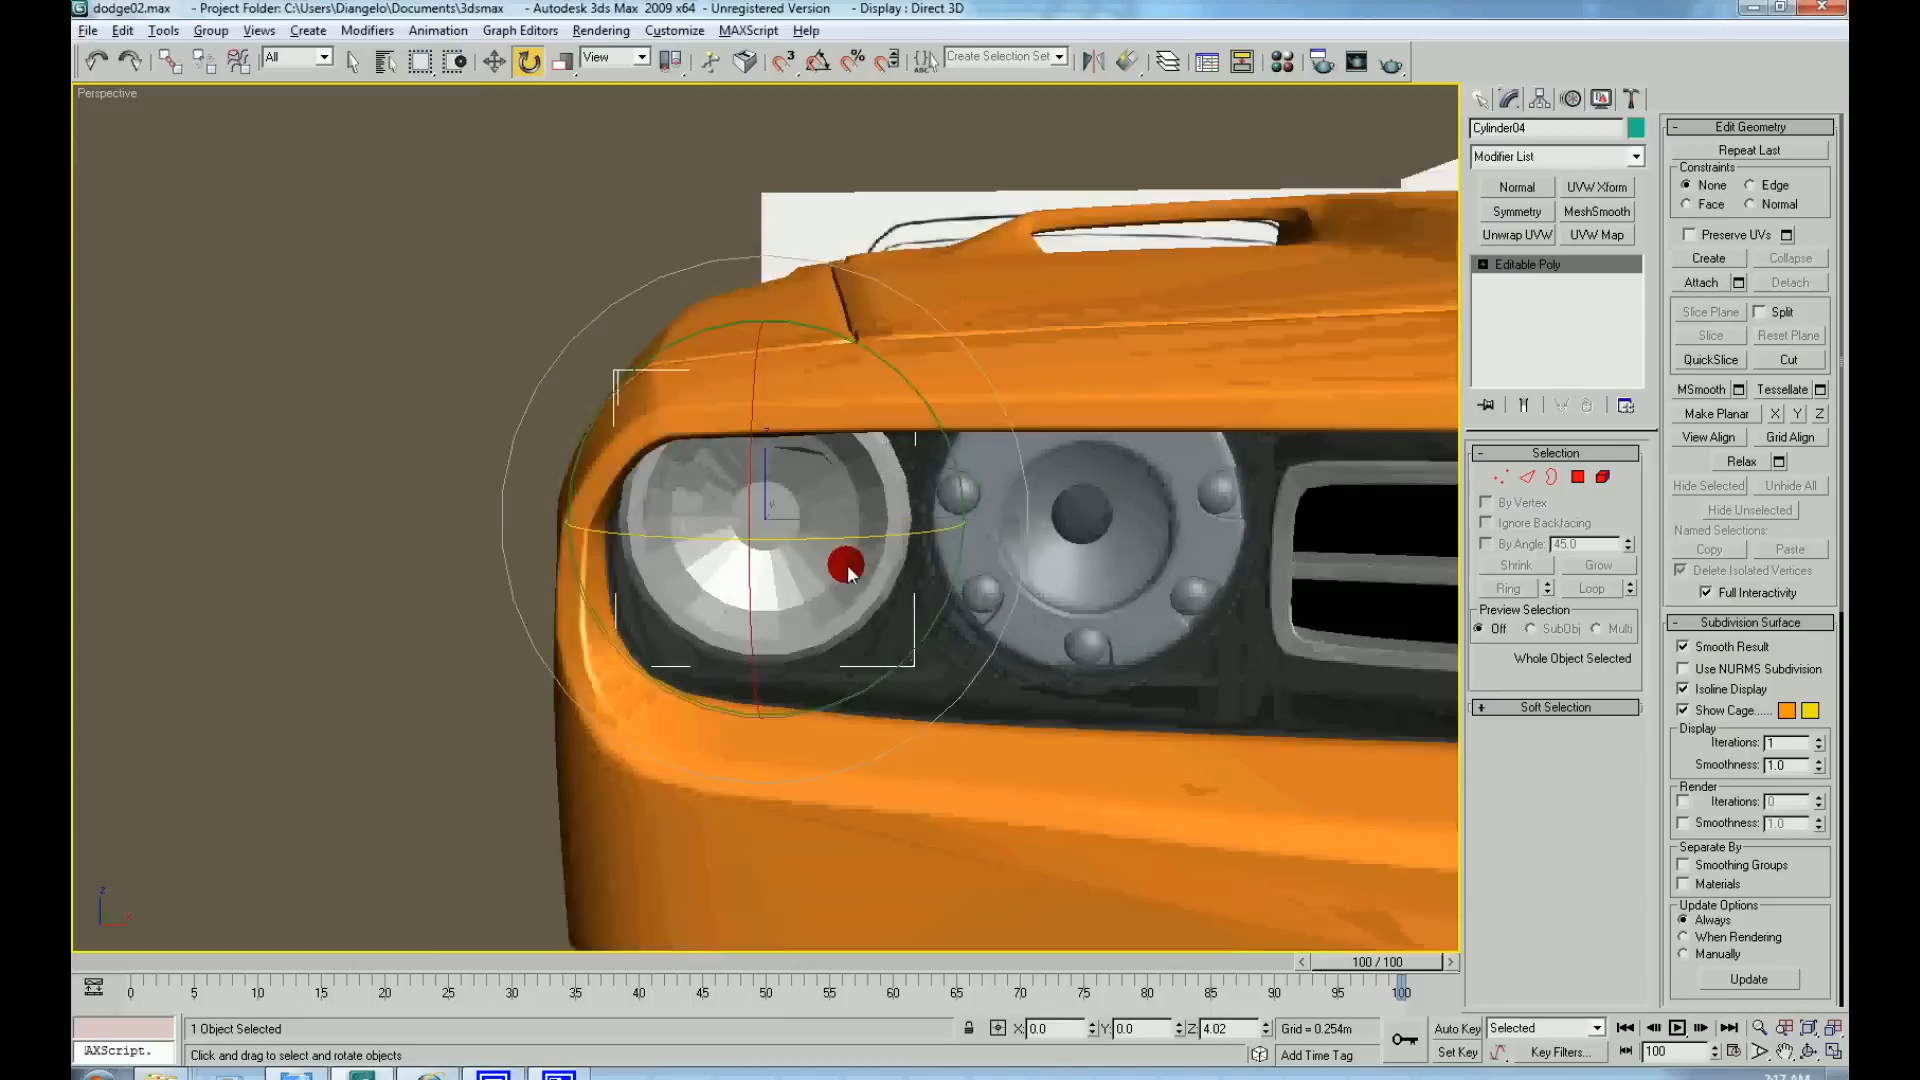 dodge02.max - Project Folder: C:\Users\Diangelo\Documents\3dsmax - Autodesk 3ds Max 2009 x64 - Unregistered Version - Display : Direct 3D
File Edit Tools Group Views Create Modifiers Animation Graph Editors Rendering Customize MAXScript Help
All View Create Selection Set
Perspective
Cylinder04
Modifier List
Normal UVW Xform
Symmetry MeshSmooth
Unwrap UVW UVW Map
Editable Poly
Selection
By Vertex
Ignore Backfacing
By Angle: 45.0
Shrink Grow
Ring Loop
Preview Selection
Off SubObj Multi
Whole Object Selected
+ Soft Selection
Edit Geometry
Repeat Last
Constraints
None Edge
Face Normal
Preserve UVs
Create Collapse
Attach Detach
Slice Plane Split
Slice Reset Plane
QuickSlice Cut
MSmooth Tessellate
Make Planar X Y Z
View Align Grid Align
Relax
Hide Selected Unhide All
Hide Unselected
Named Selections:
Copy Paste
Delete Isolated Vertices
Full Interactivity
Subdivision Surface
Smooth Result
Use NURMS Subdivision
Isoline Display
Show Cage......
Display
Iterations: 1
Smoothness: 1.0
Render
Iterations: 0
Smoothness: 1.0
Separate By
Smoothing Groups
Materials
Update Options
Always
When Rendering
Manually
Update
z
x
< 100 / 100 >
0 5 10 15 20 25 30 35 40 45 50 55 60 65 70 75 80 85 90 95 100
1 Object Selected X: 0.0 Y: 0.0 Z: 4.02 Grid = 0.254m Auto Key Selected
AXScript. Click and drag to select and rotate objects Add Time Tag Set Key Key Filters... 100